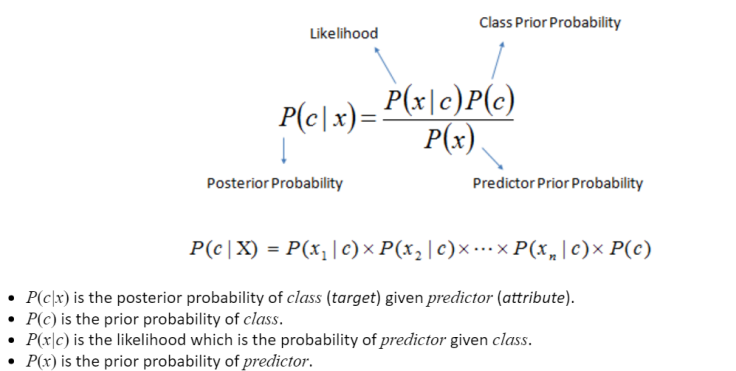 Likelihood
Class Prior Probability
P(c|x) = P(x|c)P(c) / P(x)
Posterior Probability
Predictor Prior Probability
P(c|X) = P(x₁|c) × P(x₂|c) × ··· × P(xₙ|c) × P(c)
• P(c|x) is the posterior probability of class (target) given predictor (attribute).
• P(c) is the prior probability of class.
• P(x|c) is the likelihood which is the probability of predictor given class.
• P(x) is the prior probability of predictor.